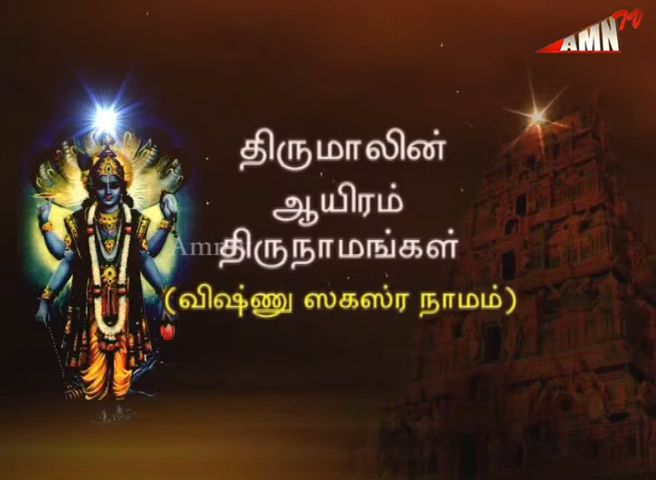 AMN TV
திருமாலின்
ஆயிரம்
திருநாமங்கள்
(விஷ்ணு ஸகஸ்ர நாமம்)